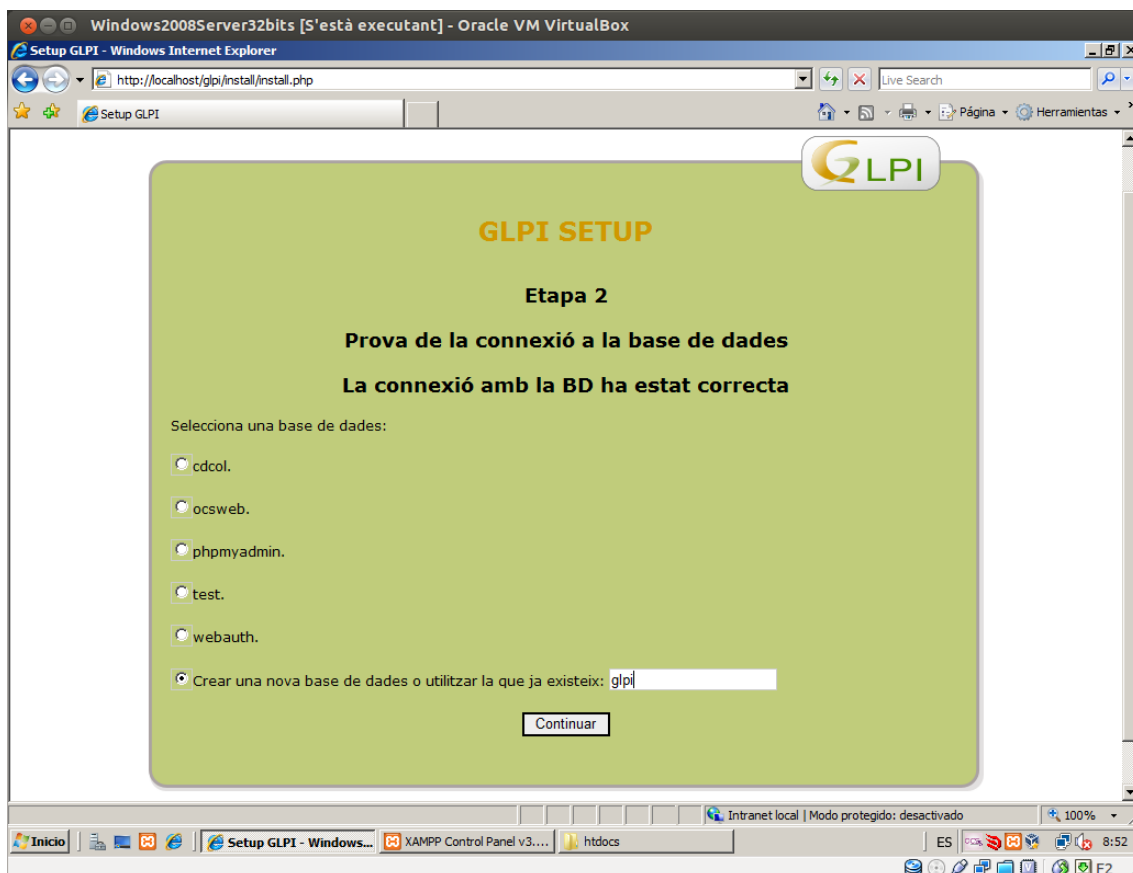 Windows2008Server32bits [S'està executant] - Oracle VM VirtualBox
Setup GLPI - Windows Internet Explorer
http://localhost/glpi/install/install.php
Live Search
Setup GLPI
Página
Herramientas
GLPI
GLPI SETUP
Etapa 2
Prova de la connexió a la base de dades
La connexió amb la BD ha estat correcta
Selecciona una base de dades:
cdcol.
ocsweb.
phpmyadmin.
test.
webauth.
Crear una nova base de dades o utilitzar la que ja existeix: glpi
Continuar
Intranet local | Modo protegido: desactivado
100%
Inicio
Setup GLPI - Windows...
XAMPP Control Panel v3....
htdocs
ES
8:52
F2